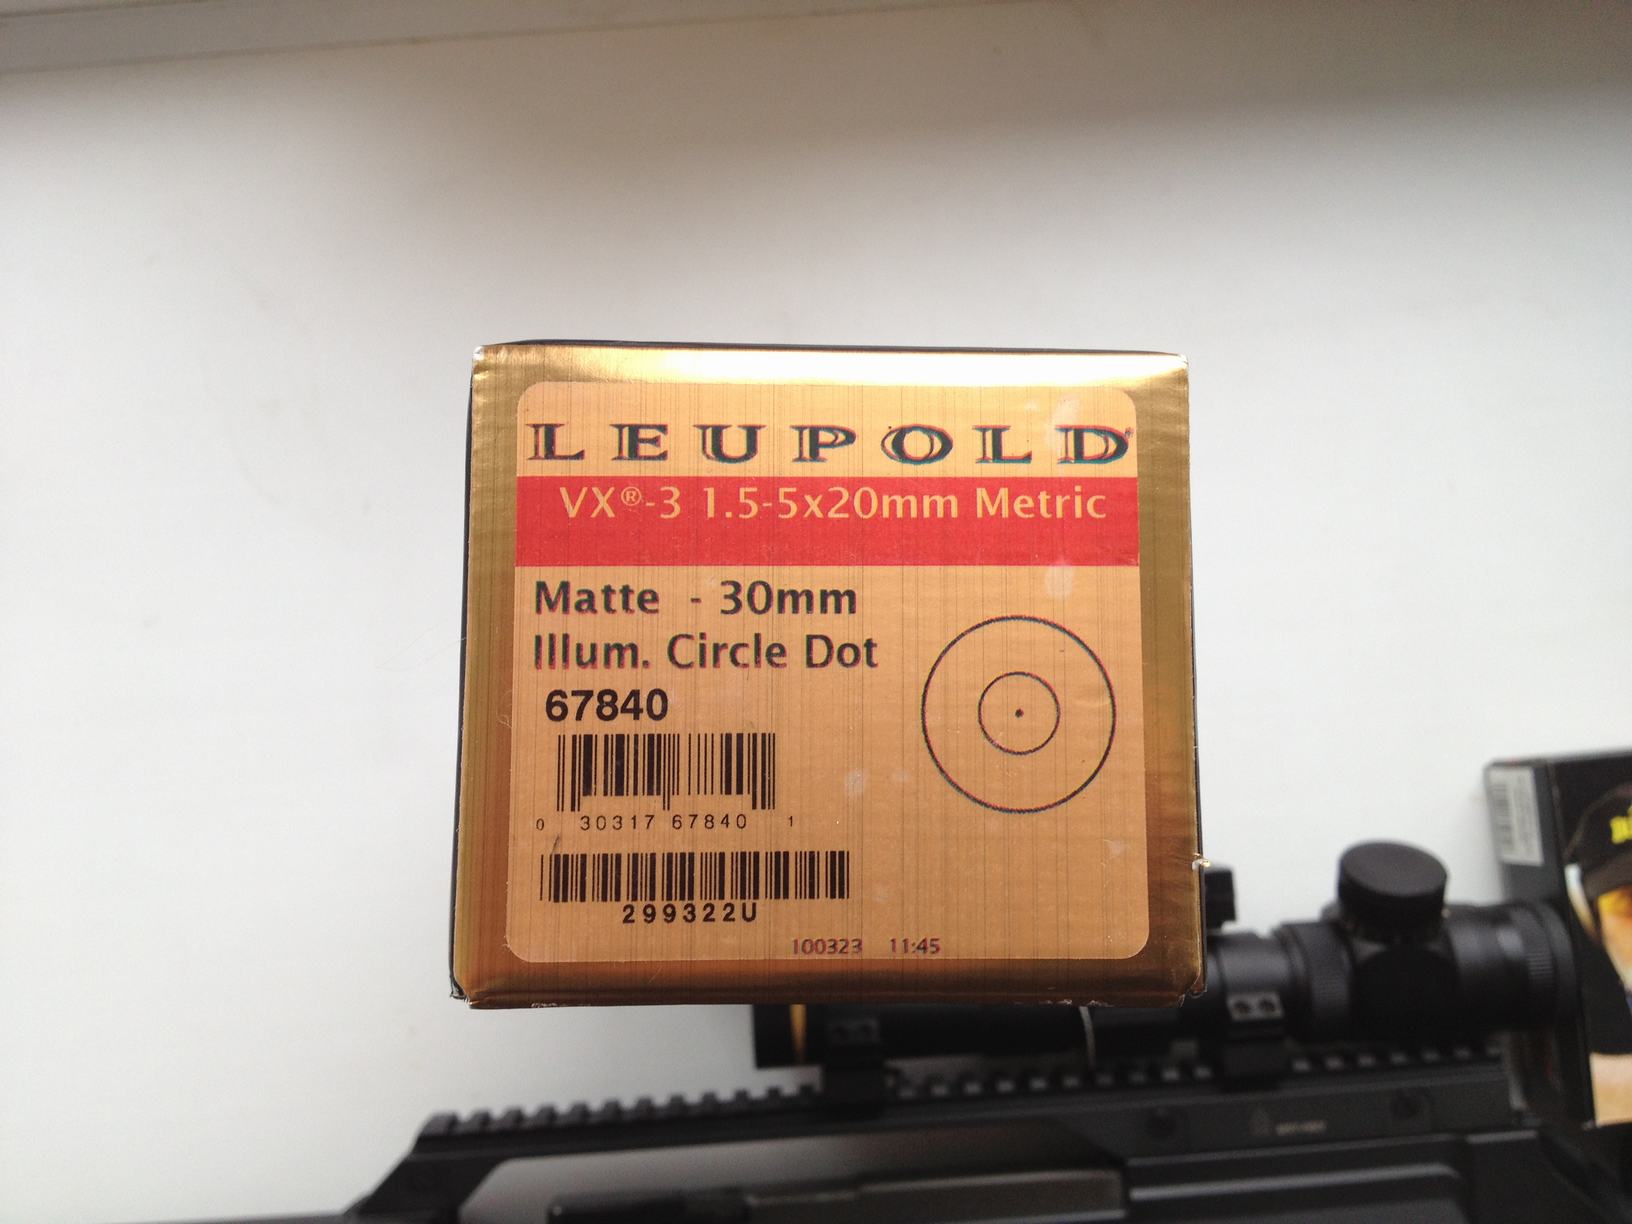 LEUPOLD®
VX®-3 1.5-5x20mm Metric
Matte - 30mm
Illum. Circle Dot
67840
0 30317 67840 1
299322U
100323 11:45